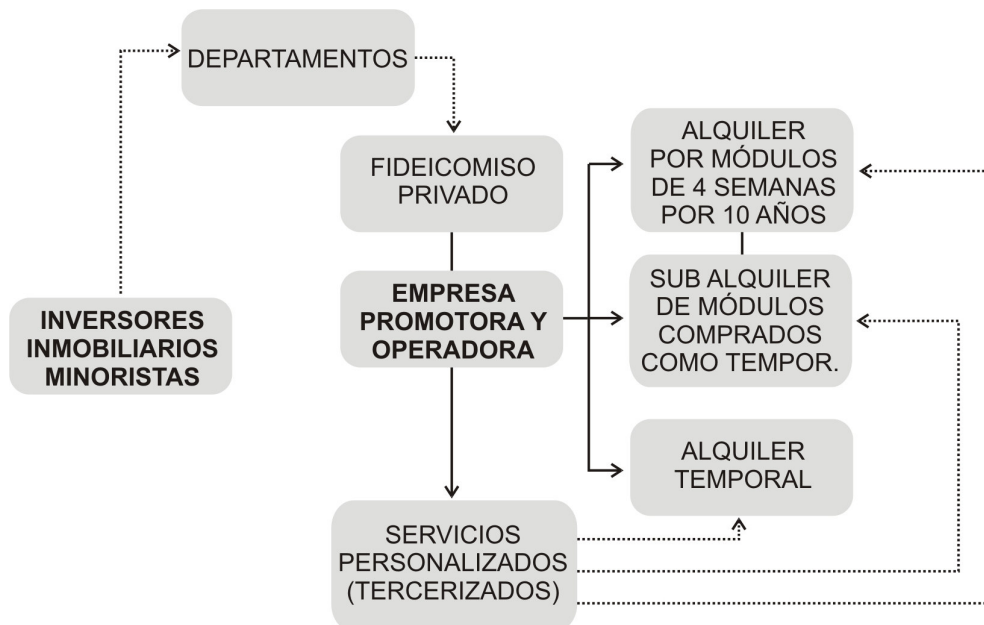 DEPARTAMENTOS
FIDEICOMISO
PRIVADO
ALQUILER
POR MÓDULOS
DE 4 SEMANAS
POR 10 AÑOS
INVERSORES
INMOBILIARIOS
MINORISTAS
EMPRESA
PROMOTORA Y
OPERADORA
SUB ALQUILER
DE MÓDULOS
COMPRADOS
COMO TEMPOR.
ALQUILER
TEMPORAL
SERVICIOS
PERSONALIZADOS
(TERCERIZADOS)